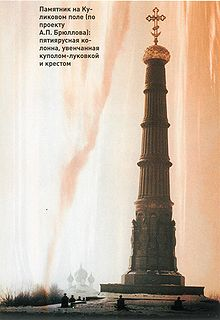 Памятник на Ку-
ликовом поле (по
проекту
А.П. Брюллова):
пятиярусная ко-
лонна, увенчанная
куполом-луковкой
и крестом